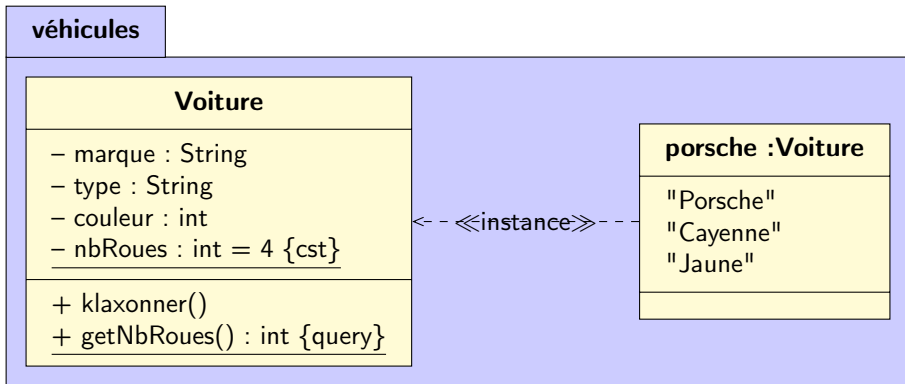 véhicules
Voiture
– marque : String
– type : String
– couleur : int
– nbRoues : int = 4 {cst}
+ klaxonner()
+ getNbRoues() : int {query}
≪instance≫
porsche :Voiture
"Porsche"
"Cayenne"
"Jaune"